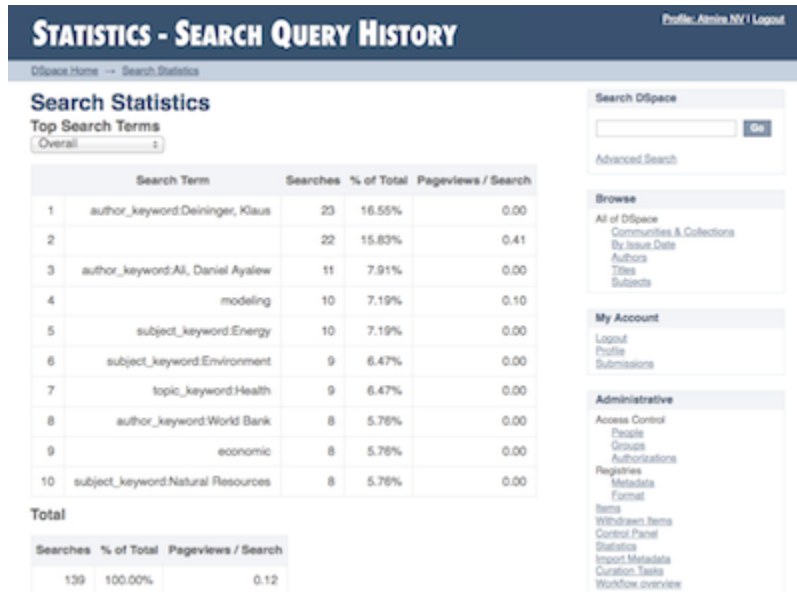 STATISTICS - SEARCH QUERY HISTORY
Profile: Atmire NV | Logout
DSpace Home → Search Statistics
Search Statistics
Top Search Terms
Overall
Search Term Searches % of Total Pageviews / Search
1 author_keyword:Deininger, Klaus 23 16.55% 0.00
2 22 15.83% 0.41
3 author_keyword:Ali, Daniel Ayalew 11 7.91% 0.00
4 modeling 10 7.19% 0.10
5 subject_keyword:Energy 10 7.19% 0.00
6 subject_keyword:Environment 9 6.47% 0.00
7 topic_keyword:Health 9 6.47% 0.00
8 author_keyword:World Bank 8 5.76% 0.00
9 economic 8 5.76% 0.00
10 subject_keyword:Natural Resources 8 5.76% 0.00
Total
Searches % of Total Pageviews / Search
139 100.00% 0.12
Search DSpace
Go
Advanced Search
Browse
All of DSpace
Communities & Collections
By Issue Date
Authors
Titles
Subjects
My Account
Logout
Profile
Submissions
Administrative
Access Control
People
Groups
Authorizations
Registries
Metadata
Format
Items
Withdrawn Items
Control Panel
Statistics
Import Metadata
Curation Tasks
Workflow overview